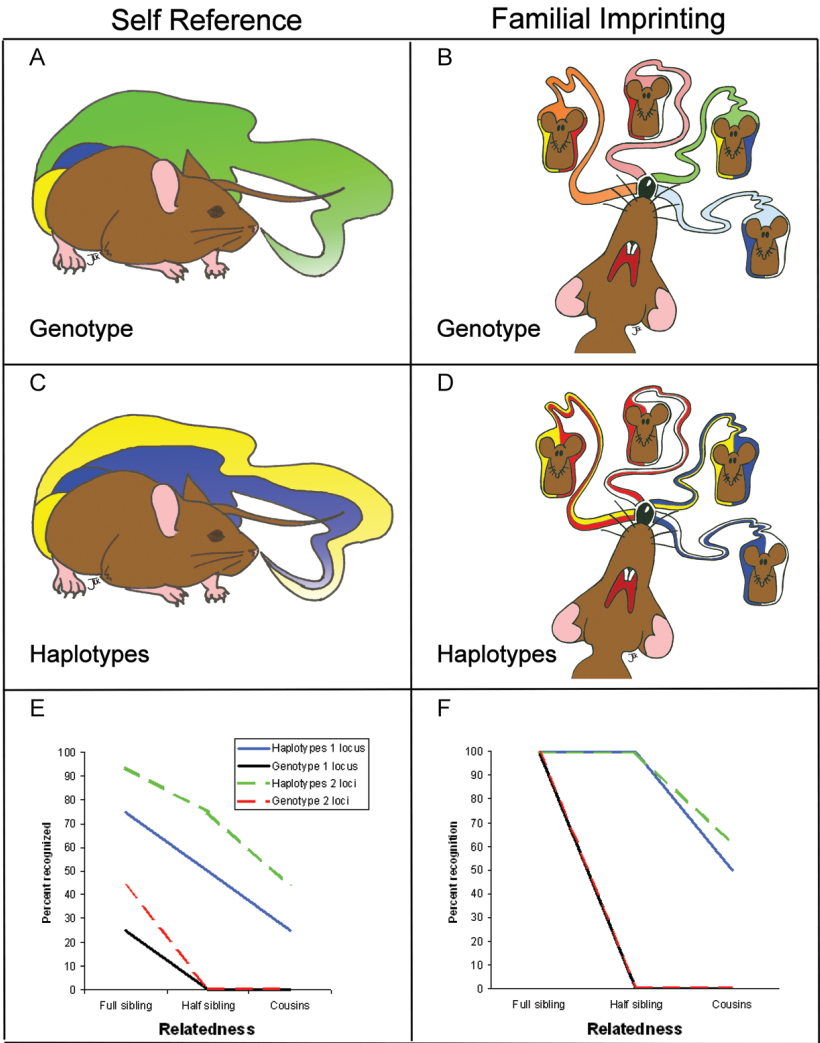 Self Reference
Familial Imprinting
A
B
Genotype
Genotype
C
D
Haplotypes
Haplotypes
E
F
Haplotypes 1 locus
Genotype 1 locus
Haplotypes 2 loci
Genotype 2 loci
Percent recognized
100
90
80
70
60
50
40
30
20
10
0
Full sibling
Half sibling
Cousins
Relatedness
Percent recognition
100
90
80
70
60
50
40
30
20
10
0
Full sibling
Half sibling
Cousins
Relatedness